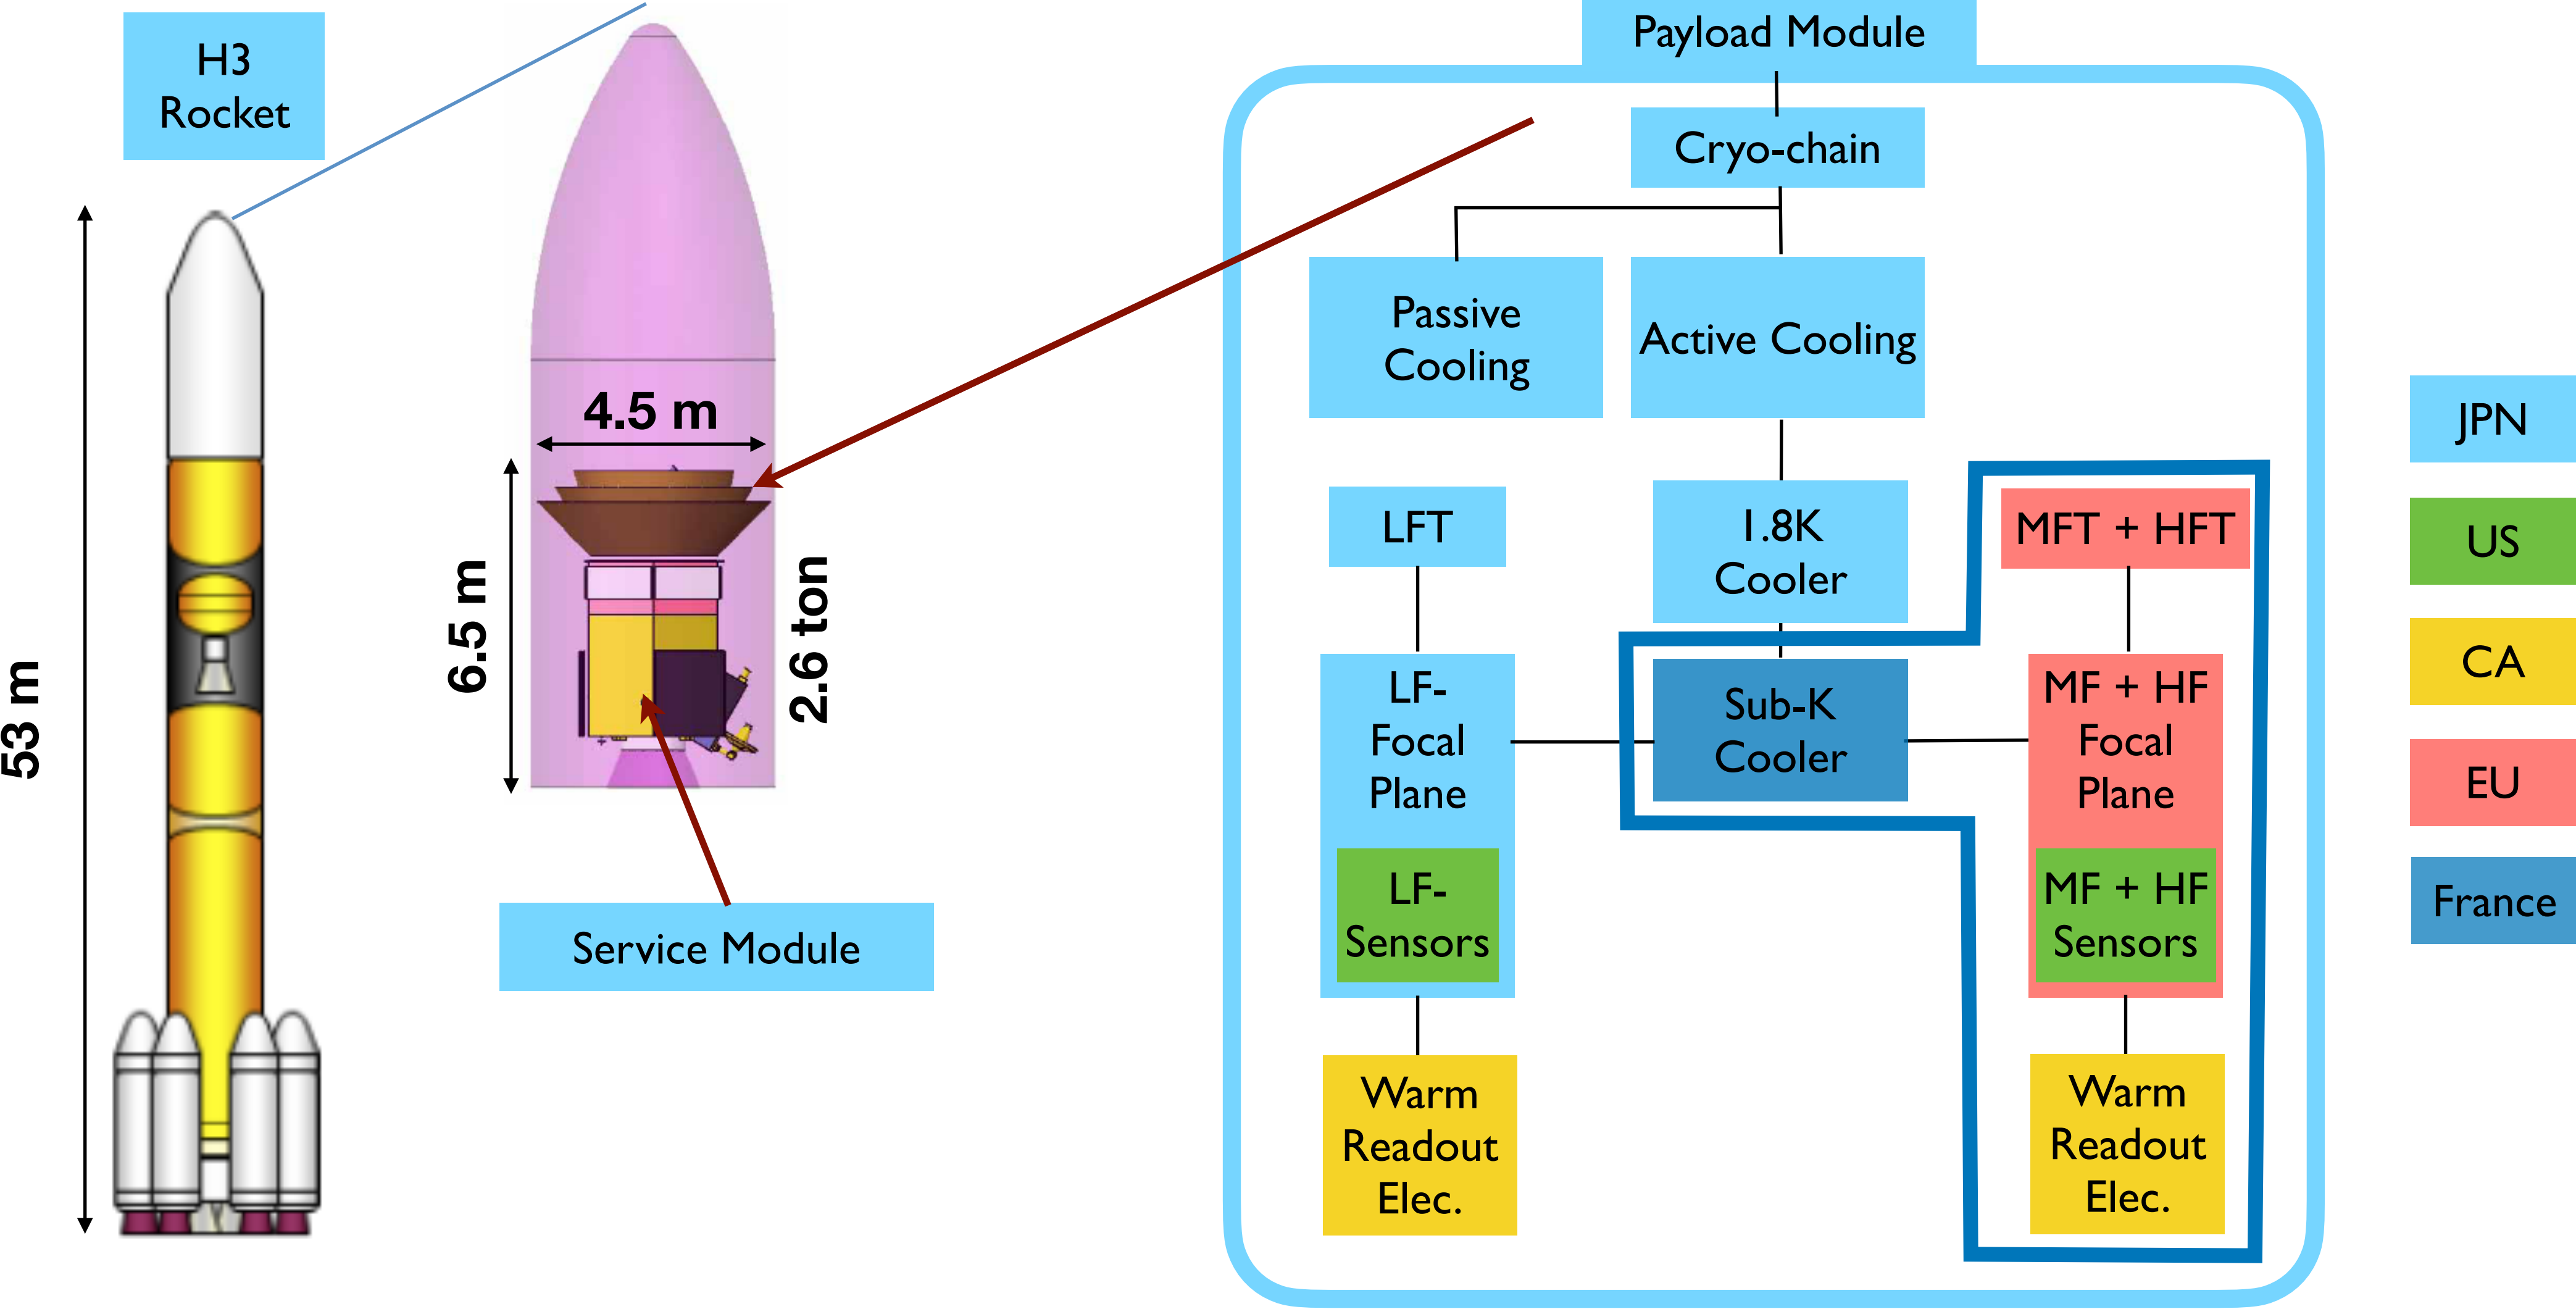 H3
Rocket
53 m
4.5 m
6.5 m
2.6 ton
Service Module
Payload Module
Cryo-chain
Passive
Cooling
Active Cooling
LFT
1.8K
Cooler
MFT + HFT
LF-
Focal
Plane
Sub-K
Cooler
MF + HF
Focal
Plane
LF-
Sensors
MF + HF
Sensors
Warm
Readout
Elec.
Warm
Readout
Elec.
JPN
US
CA
EU
France